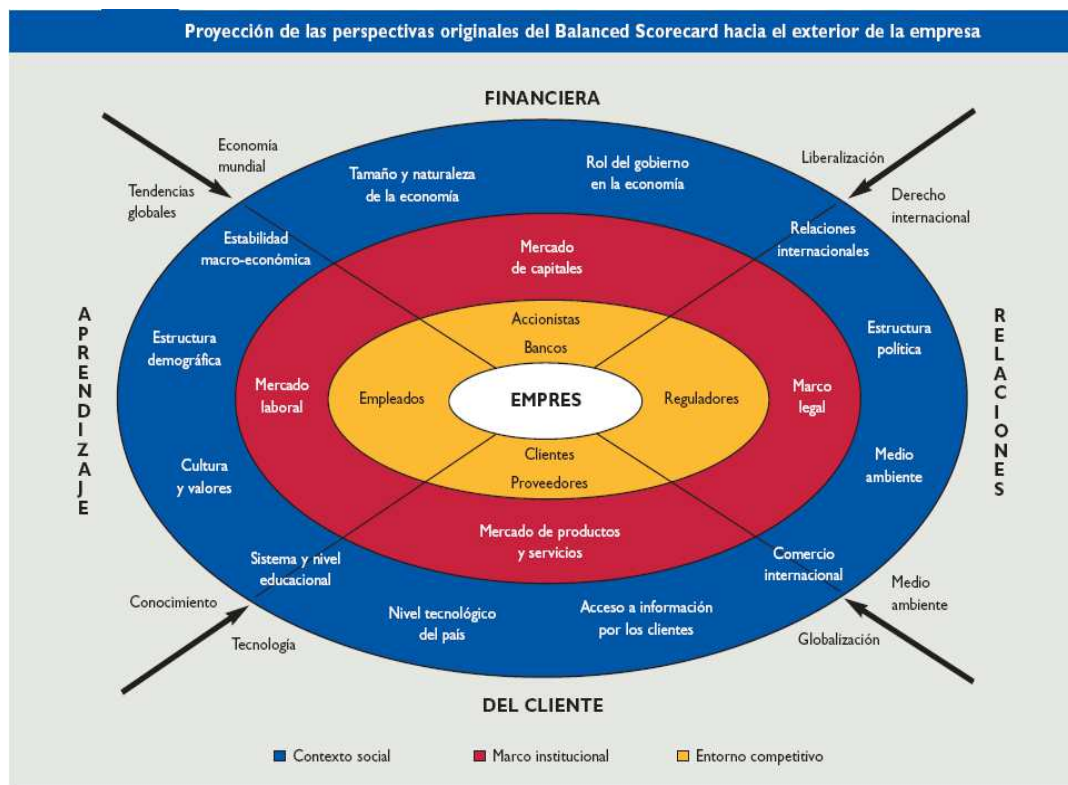 Proyección de las perspectivas originales del Balanced Scorecard hacia el exterior de la empresa
FINANCIERA
Economía
mundial
Tendencias
globales
Liberalización
Derecho
internacional
Tamaño y naturaleza
de la economía
Rol del gobierno
en la economía
Estabilidad
macro-económica
Relaciones
internacionales
Mercado
de capitales
Accionistas
Bancos
APRENDIZAJE
Estructura
demográfica
Mercado
laboral
Empleados
EMPRES
Reguladores
Marco
legal
Estructura
política
RELACIONES
Cultura
y valores
Medio
ambiente
Clientes
Proveedores
Mercado de productos
y servicios
Sistema y nivel
educacional
Comercio
internacional
Nivel tecnológico
del país
Acceso a información
por los clientes
Conocimiento
Tecnología
Medio
ambiente
Globalización
DEL CLIENTE
Contexto social
Marco institucional
Entorno competitivo